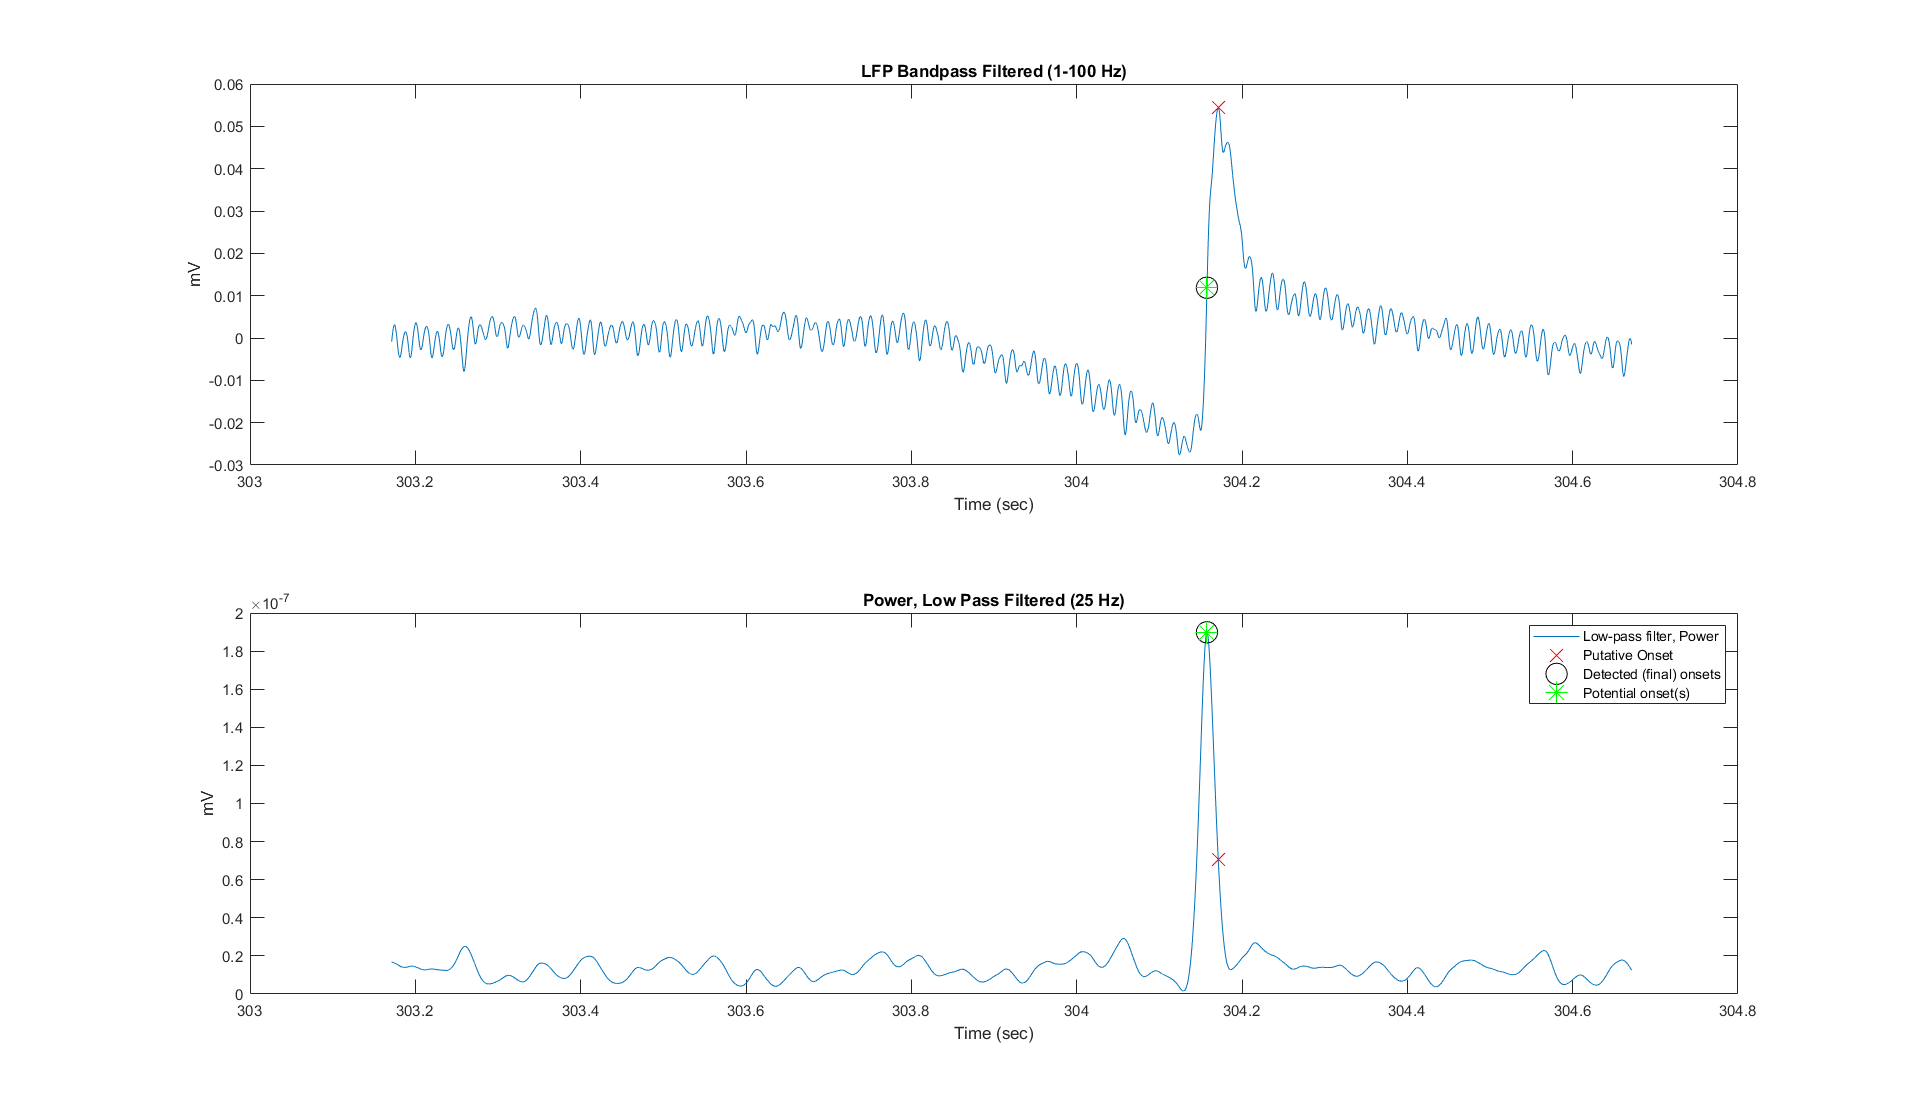 LFP Bandpass Filtered (1-100 Hz)
0.06
0.05
0.04
0.03
0.02
0.01
0
-0.01
-0.02
-0.03
mV
303 303.2 303.4 303.6 303.8 304 304.2 304.4 304.6 304.8
Time (sec)
Power, Low Pass Filtered (25 Hz)
×10-7
2
1.8
1.6
1.4
1.2
1
0.8
0.6
0.4
0.2
0
mV
Low-pass filter, Power
Putative Onset
Detected (final) onsets
Potential onset(s)
303 303.2 303.4 303.6 303.8 304 304.2 304.4 304.6 304.8
Time (sec)